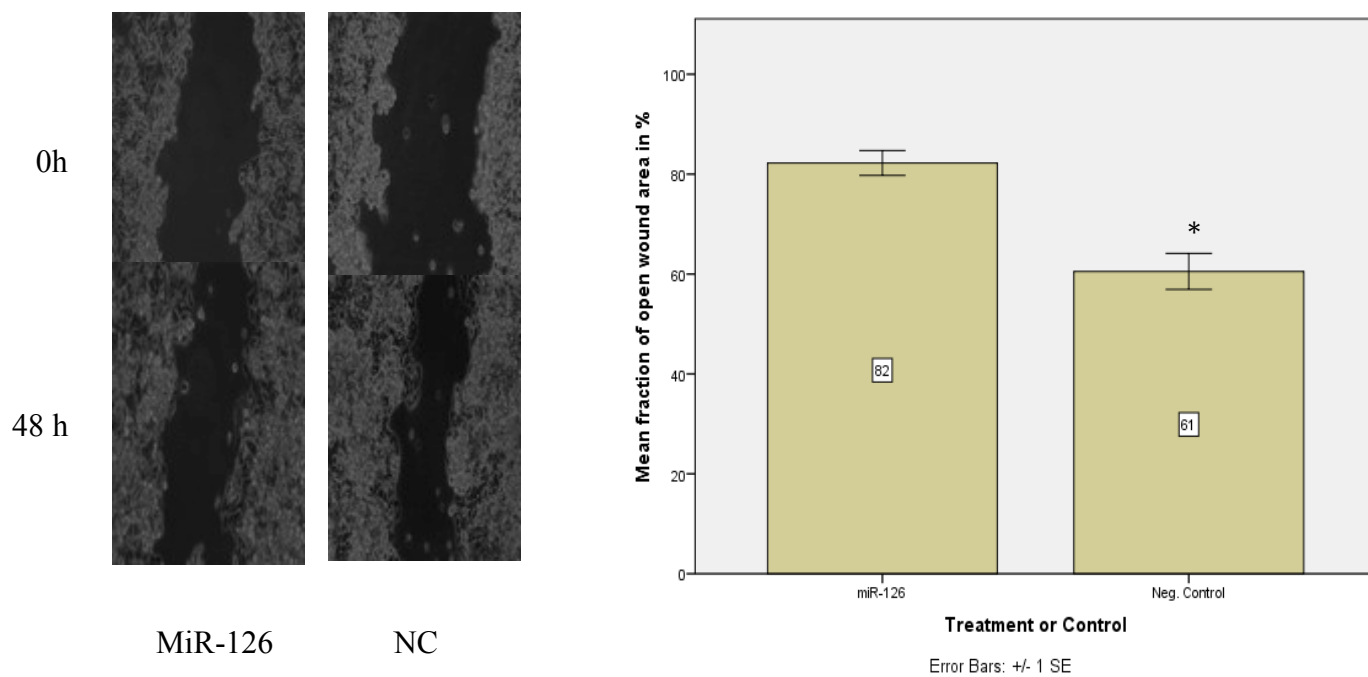 0h
48 h
MiR-126 NC
Mean fraction of open wound area in %
100
80
60
40
20
0
*
82
61
miR-126 Neg. Control
Treatment or Control
Error Bars: +/- 1 SE